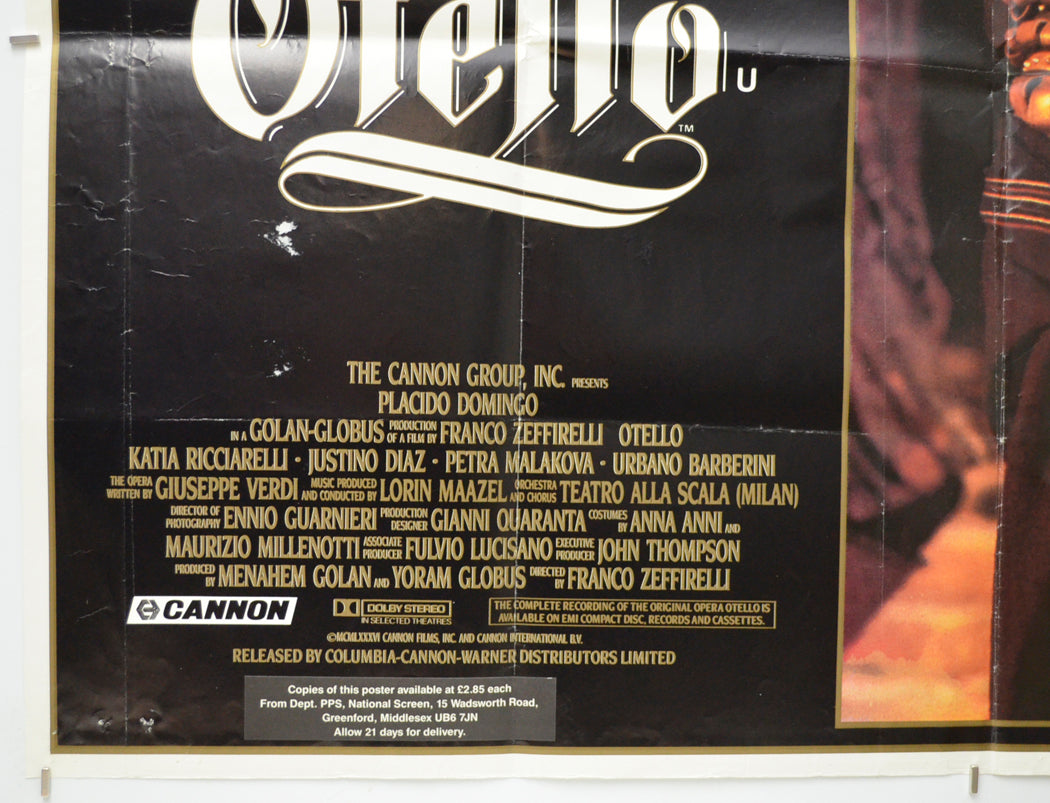 Otello U
TM
THE CANNON GROUP, INC. PRESENTS
PLACIDO DOMINGO
IN A GOLAN-GLOBUS PRODUCTION OF A FILM BY FRANCO ZEFFIRELLI OTELLO
KATIA RICCIARELLI · JUSTINO DIAZ · PETRA MALAKOVA · URBANO BARBERINI
THE OPERA WRITTEN BY GIUSEPPE VERDI MUSIC PRODUCED AND CONDUCTED BY LORIN MAAZEL ORCHESTRA AND CHORUS TEATRO ALLA SCALA (MILAN)
DIRECTOR OF PHOTOGRAPHY ENNIO GUARNIERI PRODUCTION DESIGNER GIANNI QUARANTA COSTUMES BY ANNA ANNI AND
MAURIZIO MILLENOTTI ASSOCIATE PRODUCER FULVIO LUCISANO EXECUTIVE PRODUCER JOHN THOMPSON
PRODUCED BY MENAHEM GOLAN AND YORAM GLOBUS DIRECTED BY FRANCO ZEFFIRELLI
CANNON
DOLBY STEREO
IN SELECTED THEATRES
THE COMPLETE RECORDING OF THE ORIGINAL OPERA OTELLO IS
AVAILABLE ON EMI COMPACT DISC, RECORDS AND CASSETTES.
©MCMLXXXVI CANNON FILMS, INC. AND CANNON INTERNATIONAL B.V.
RELEASED BY COLUMBIA-CANNON-WARNER DISTRIBUTORS LIMITED
Copies of this poster available at £2.85 each
From Dept. PPS, National Screen, 15 Wadsworth Road,
Greenford, Middlesex UB6 7JN
Allow 21 days for delivery.